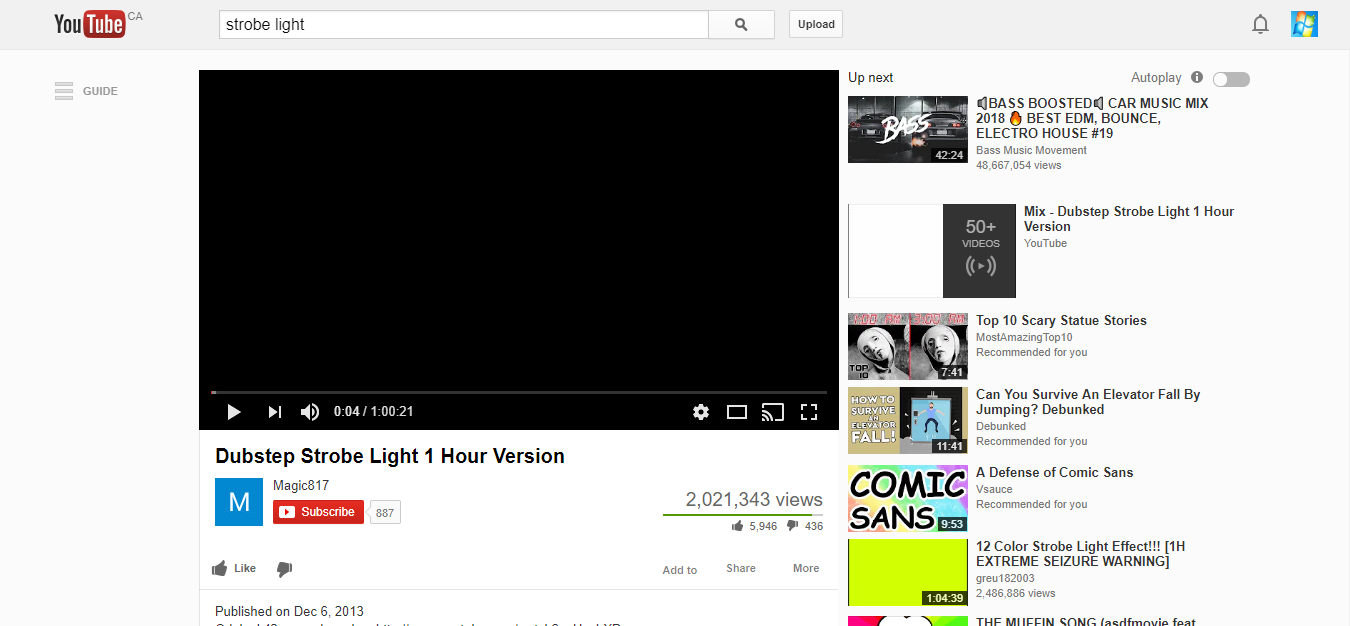 YouTube CA
strobe light
Upload
GUIDE
0:04 / 1:00:21
Dubstep Strobe Light 1 Hour Version
M
Magic817
Subscribe 887
2,021,343 views
5,946 436
Like
Add to Share More
Published on Dec 6, 2013
Up next
Autoplay
BASS
42:24
BASS BOOSTED CAR MUSIC MIX
2018 🔥 BEST EDM, BOUNCE,
ELECTRO HOUSE #19
Bass Music Movement
48,667,054 views
50+
VIDEOS
Mix - Dubstep Strobe Light 1 Hour
Version
YouTube
TOP
10
7:41
Top 10 Scary Statue Stories
MostAmazingTop10
Recommended for you
HOW TO
SURVIVE
AN
ELEVATOR
FALL!
11:41
Can You Survive An Elevator Fall By
Jumping? Debunked
Debunked
Recommended for you
COMIC
SANS
9:53
A Defense of Comic Sans
Vsauce
Recommended for you
1:04:39
12 Color Strobe Light Effect!!! [1H
EXTREME SEIZURE WARNING]
greu182003
2,486,886 views
THE MUFFIN SONG (asdfmovie feat